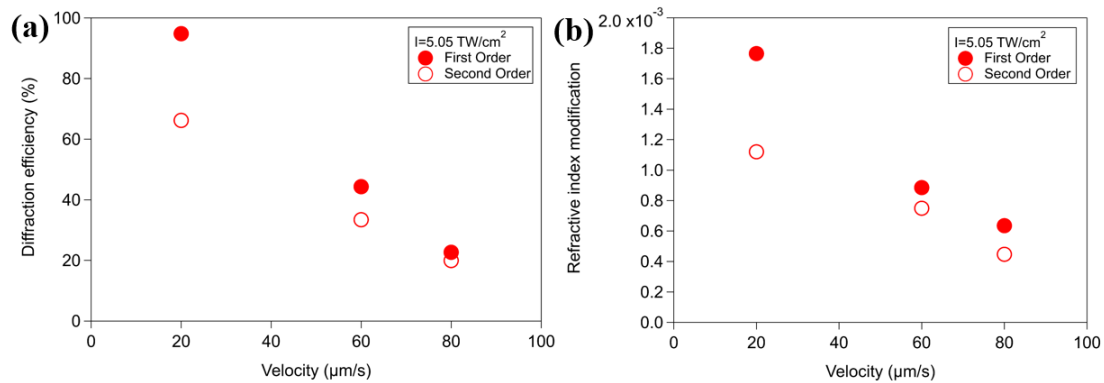 (a)
100
80
60
40
20
0
Diffraction efficiency (%)
I=5.05 TW/cm²
First Order
Second Order
0 20 40 60 80 100
Velocity (µm/s)
(b)
2.0 x10⁻³
1.8
1.6
1.4
1.2
1.0
0.8
0.6
0.4
0.2
0.0
Refractive index modification
I=5.05 TW/cm²
First Order
Second Order
0 20 40 60 80 100
Velocity (µm/s)